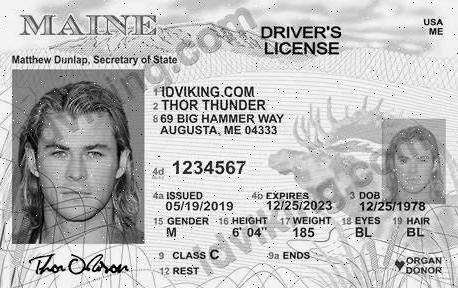 MAINE
DRIVER'S LICENSE
USA
ME
Matthew Dunlap, Secretary of State
1 IDVIKING.COM
2 THOR THUNDER
8 69 BIG HAMMER WAY
AUGUSTA, ME 04333
4d 1234567
4a ISSUED 4b EXPIRES 3 DOB
05/19/2019 12/25/2023 12/25/1978
15 GENDER 16 HEIGHT 17 WEIGHT 18 EYES 19 HAIR
M 6' 04" 185 BL BL
9 CLASS C 9a ENDS
12 REST
ORGAN
DONOR
idviking.com